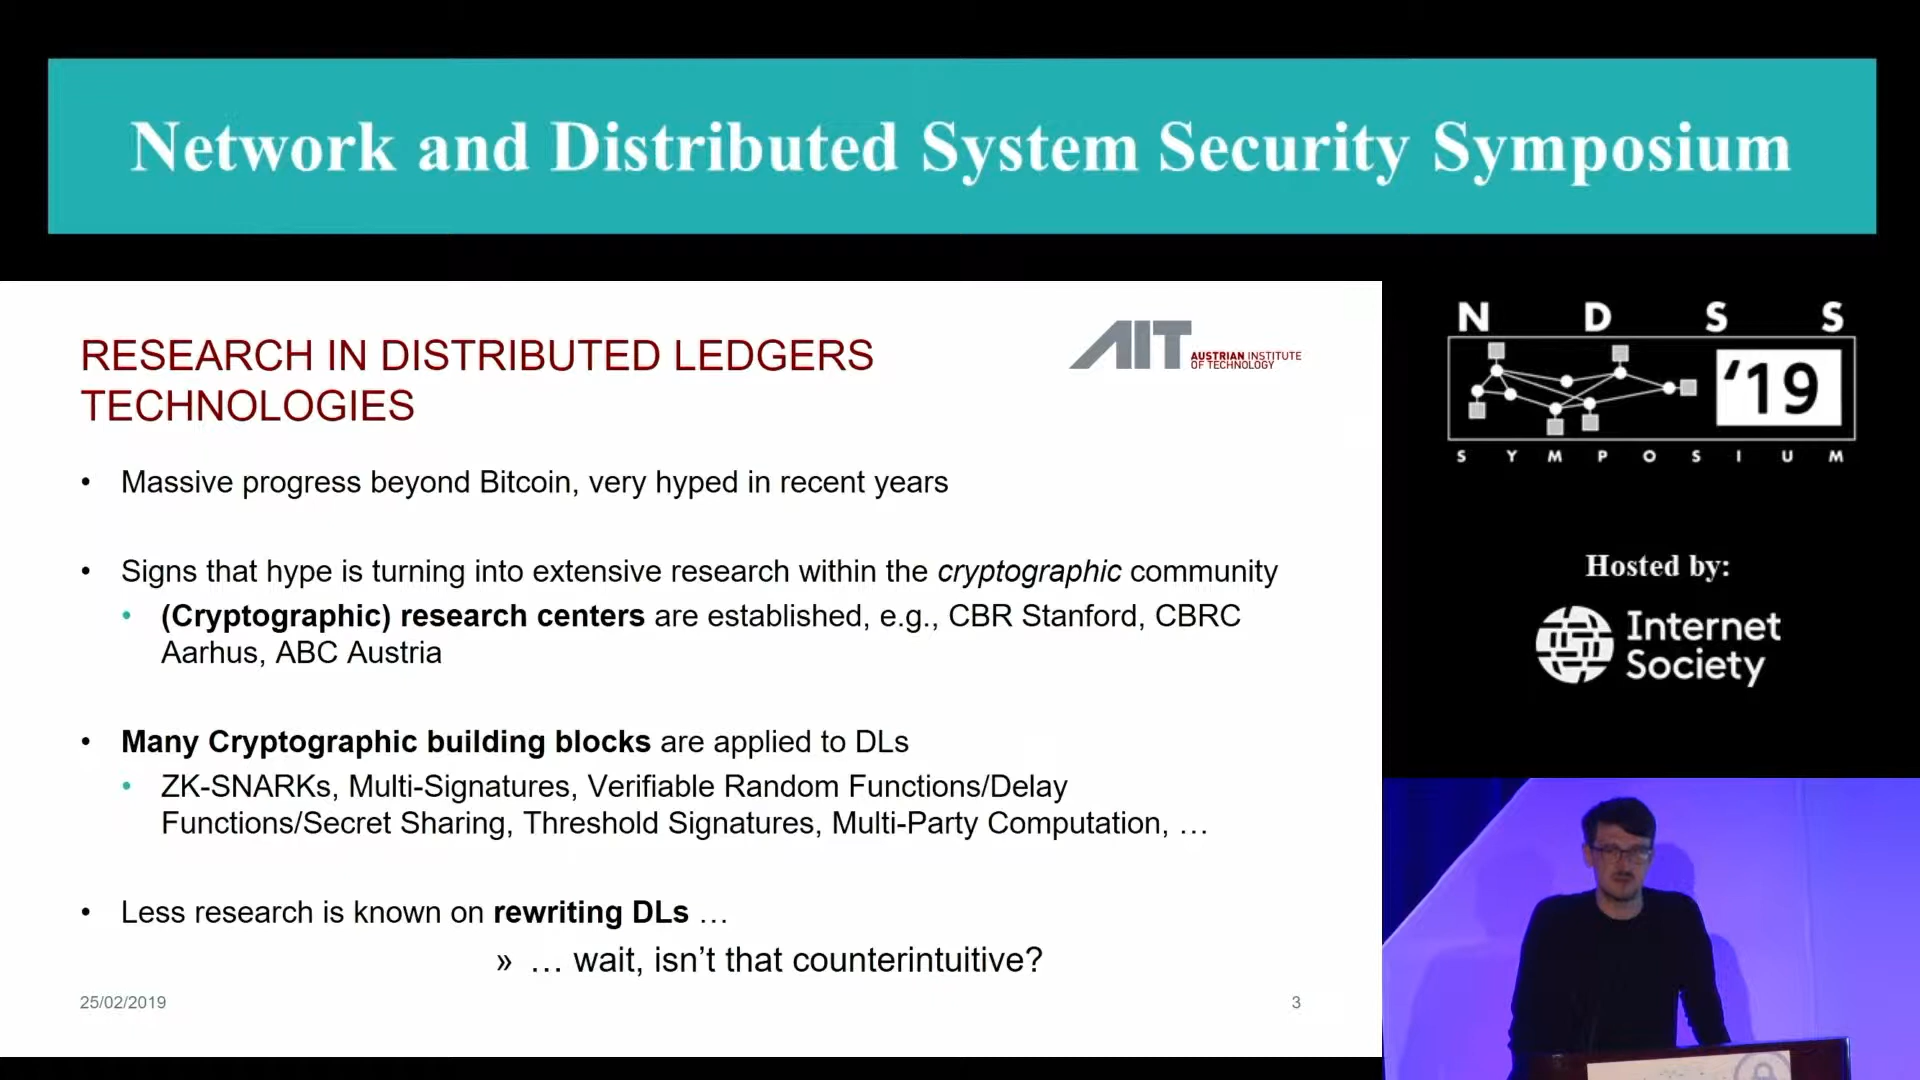 Network and Distributed System Security Symposium
RESEARCH IN DISTRIBUTED LEDGERS
TECHNOLOGIES
AIT AUSTRIAN INSTITUTE
OF TECHNOLOGY
• Massive progress beyond Bitcoin, very hyped in recent years
• Signs that hype is turning into extensive research within the cryptographic community
• (Cryptographic) research centers are established, e.g., CBR Stanford, CBRC
Aarhus, ABC Austria
• Many Cryptographic building blocks are applied to DLs
• ZK-SNARKs, Multi-Signatures, Verifiable Random Functions/Delay
Functions/Secret Sharing, Threshold Signatures, Multi-Party Computation, …
• Less research is known on rewriting DLs …
» … wait, isn’t that counterintuitive?
25/02/2019
3
N D S S
’19
S Y M P O S I U M
Hosted by:
Internet
Society